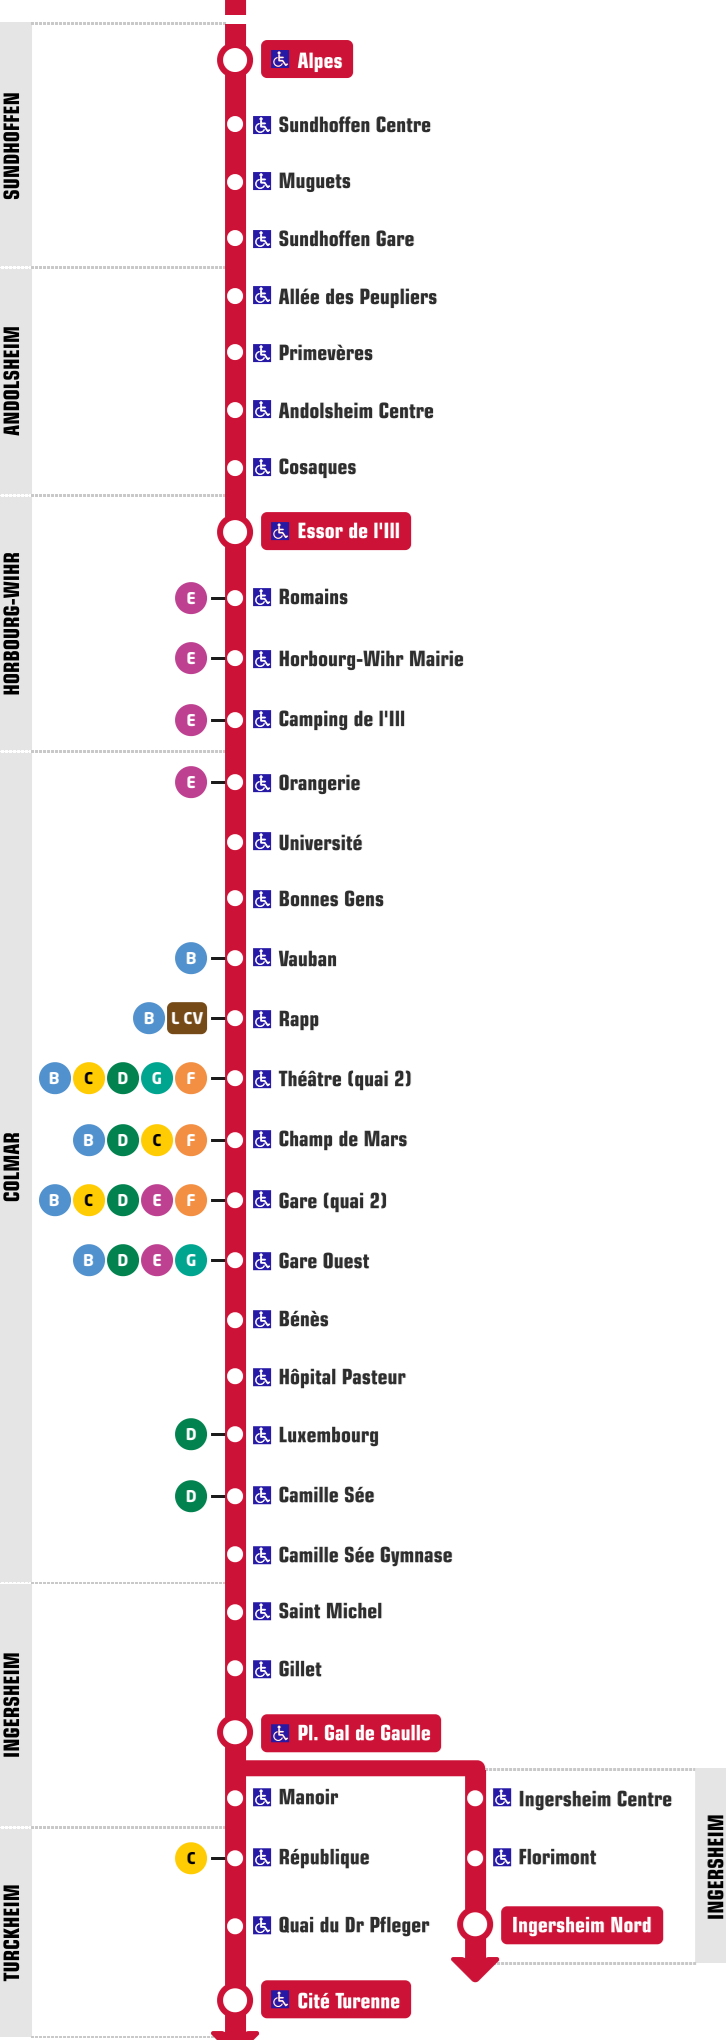 SUNDHOFFEN
Alpes
Sundhoffen Centre
Muguets
Sundhoffen Gare
ANDOLSHEIM
Allée des Peupliers
Primevères
Andolsheim Centre
Cosaques
HORBOURG-WIHR
Essor de l'Ill
E Romains
E Horbourg-Wihr Mairie
E Camping de l'Ill
COLMAR
E Orangerie
Université
Bonnes Gens
B Vauban
B L CV Rapp
B C D G F Théâtre (quai 2)
B D C F Champ de Mars
B C D E F Gare (quai 2)
B D E G Gare Ouest
Bénès
Hôpital Pasteur
D Luxembourg
D Camille Sée
Camille Sée Gymnase
INGERSHEIM
Saint Michel
Gillet
Pl. Gal de Gaulle
Manoir
TURCKHEIM
C République
Quai du Dr Pfleger
Cité Turenne
INGERSHEIM
Ingersheim Centre
Florimont
Ingersheim Nord